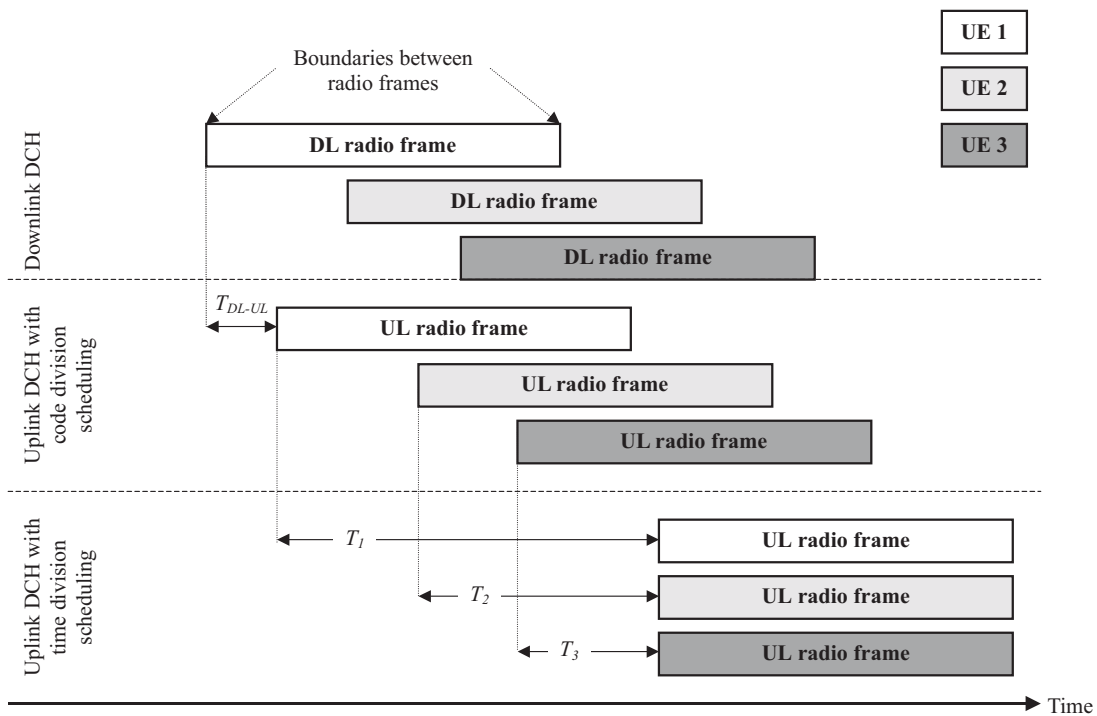 Boundaries between
radio frames
UE 1
UE 2
UE 3
Downlink DCH
DL radio frame
DL radio frame
DL radio frame
Uplink DCH with
code division
scheduling
T_{DL-UL}
UL radio frame
UL radio frame
UL radio frame
Uplink DCH with
time division
scheduling
T_1
UL radio frame
T_2
UL radio frame
T_3
UL radio frame
Time